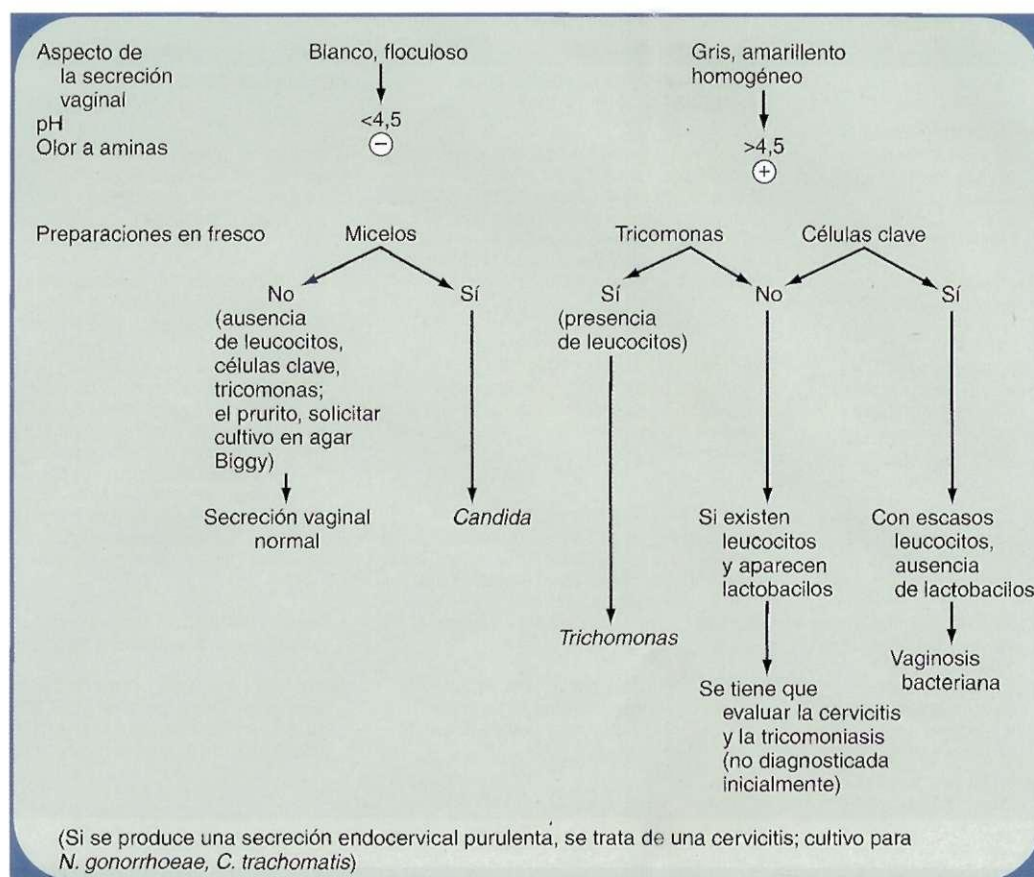 Aspecto de
la secreción
vaginal
pH
Olor a aminas
Blanco, floculoso
<4,5
−
Gris, amarillento
homogéneo
>4,5
+
Preparaciones en fresco
Micelos
Tricomonas
Células clave
No
(ausencia
de leucocitos,
células clave,
tricomonas;
el prurito, solicitar
cultivo en agar
Biggy)
Sí
Sí
(presencia
de leucocitos)
No
Sí
Secreción vaginal
normal
Candida
Trichomonas
Si existen
leucocitos
y aparecen
lactobacilos
Con escasos
leucocitos,
ausencia
de lactobacilos
Se tiene que
evaluar la cervicitis
y la tricomoniasis
(no diagnosticada
inicialmente)
Vaginosis
bacteriana
(Si se produce una secreción endocervical purulenta, se trata de una cervicitis; cultivo para
N. gonorrhoeae, C. trachomatis)